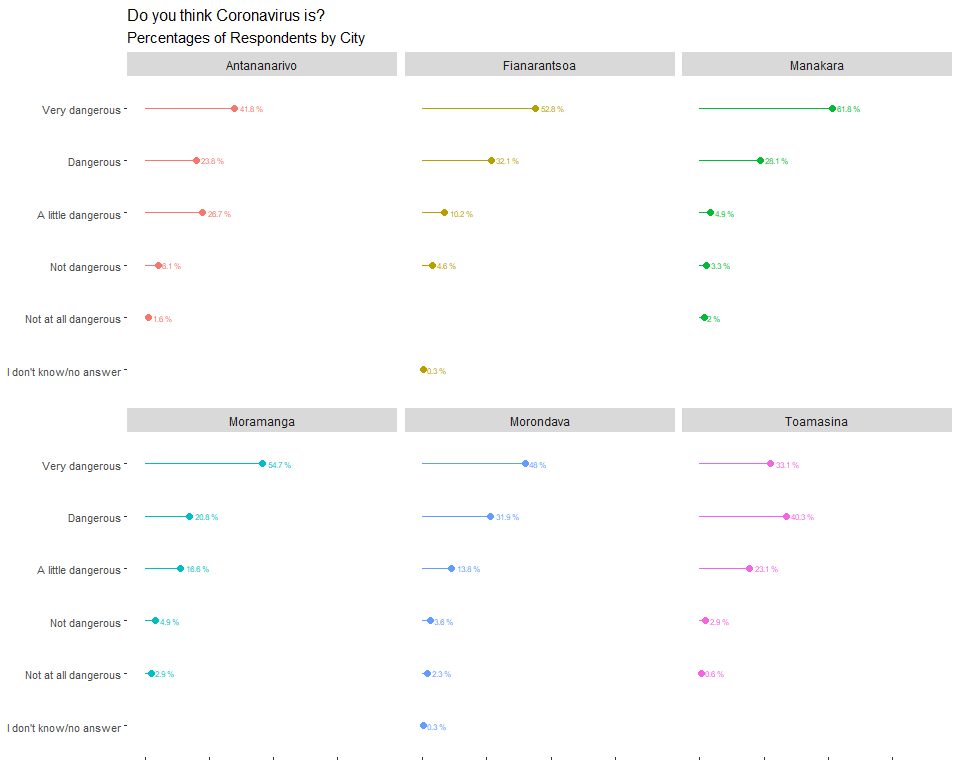 Do you think Coronavirus is?
Percentages of Respondents by City
Antananarivo
Fianarantsoa
Manakara
Very dangerous
41.8 %
52.8 %
61.8 %
Dangerous
23.8 %
32.1 %
28.1 %
A little dangerous
26.7 %
10.2 %
4.9 %
Not dangerous
6.1 %
4.6 %
3.3 %
Not at all dangerous
1.6 %
2 %
I don't know/no answer
0.3 %
Moramanga
Morondava
Toamasina
Very dangerous
54.7 %
48 %
33.1 %
Dangerous
20.8 %
31.9 %
40.3 %
A little dangerous
16.6 %
13.8 %
23.1 %
Not dangerous
4.9 %
3.6 %
2.9 %
Not at all dangerous
2.9 %
2.3 %
0.6 %
I don't know/no answer
0.3 %